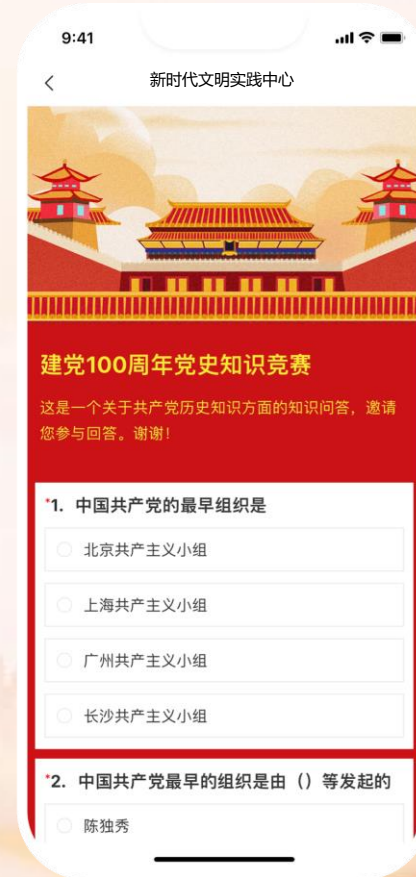 9:41
新时代文明实践中心
建党100周年党史知识竞赛
这是一个关于共产党历史知识方面的知识问答，邀请
您参与回答。谢谢！
*1. 中国共产党的最早组织是
北京共产主义小组
上海共产主义小组
广州共产主义小组
长沙共产主义小组
*2. 中国共产党最早的组织是由（）等发起的
陈独秀